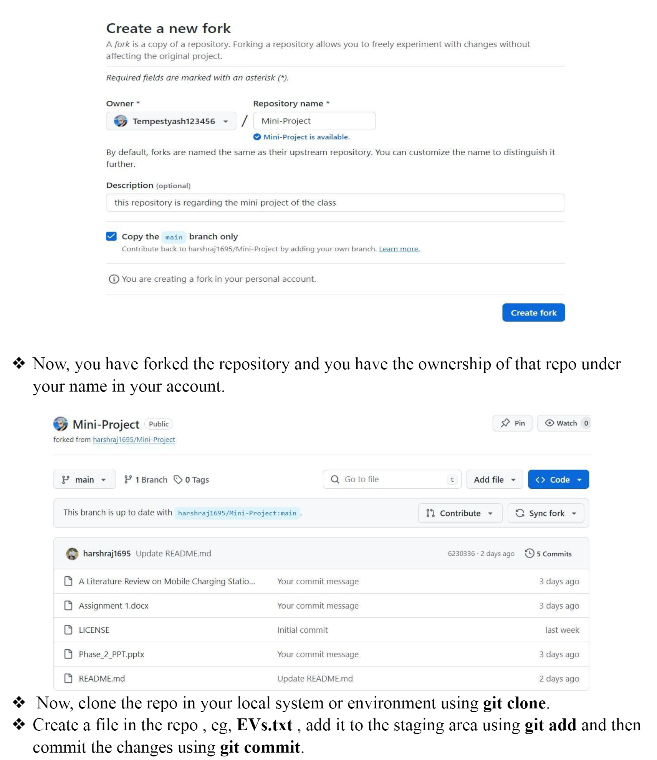 Create a new fork
A fork is a copy of a repository. Forking a repository allows you to freely experiment with changes without
affecting the original project.
Required fields are marked with an asterisk (*).
Owner *
Repository name *
Tempestyash123456
/
Mini-Project
Mini-Project is available.
By default, forks are named the same as their upstream repository. You can customize the name to distinguish it
further.
Description (optional)
this repository is regarding the mini project of the class
Copy the main branch only
Contribute back to harshraj1695/Mini-Project by adding your own branch. Learn more.
You are creating a fork in your personal account.
Create fork
❖ Now, you have forked the repository and you have the ownership of that repo under
your name in your account.
Mini-Project Public
Pin
Watch 0
forked from harshraj1695/Mini-Project
main
1 Branch
0 Tags
Go to file
t
Add file
<> Code
This branch is up to date with harshraj1695/Mini-Project:main .
Contribute
Sync fork
harshraj1695 Update README.md
6230336 · 2 days ago
5 Commits
A Literature Review on Mobile Charging Statio... Your commit message 3 days ago
Assignment 1.docx Your commit message 3 days ago
LICENSE Initial commit last week
Phase_2_PPT.pptx Your commit message 3 days ago
README.md Update README.md 2 days ago
❖ Now, clone the repo in your local system or environment using git clone.
❖ Create a file in the repo , eg, EVs.txt , add it to the staging area using git add and then
commit the changes using git commit.